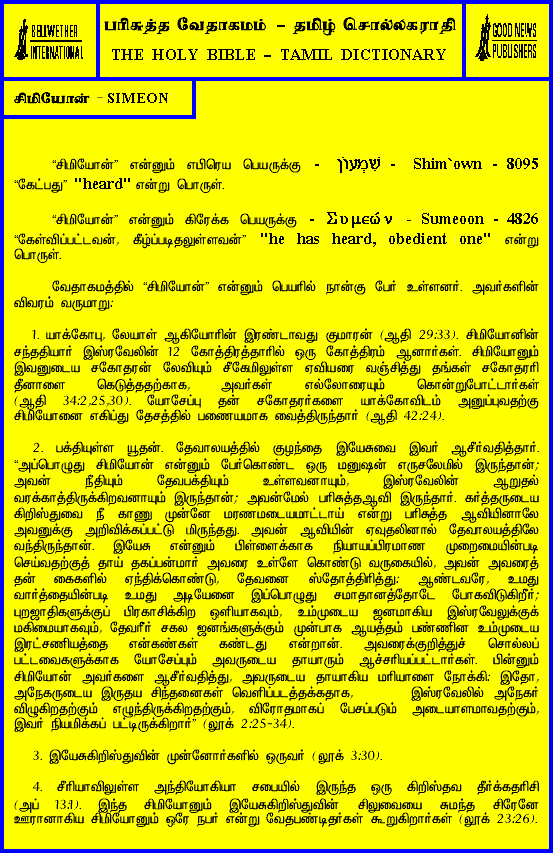 BELLWETHER
INTERNATIONAL
பரிசுத்த வேதாகமம் – தமிழ் சொல்லகராதி
THE HOLY BIBLE – TAMIL DICTIONARY
GOOD NEWS
PUBLISHERS
சிமியோன் – SIMEON
“சிமியோன்” என்னும் எபிரெய பெயருக்கு - שִׁמְעוֹן - Shim`own - 8095
“கேட்பது” "heard" என்று பொருள்.
“சிமியோன்” என்னும் கிரேக்க பெயருக்கு - Συμεών - Sumeoon - 4826
“கேள்விப்பட்டவன், கீழ்ப்படிதலுள்ளவன்” "he has heard, obedient one" என்று
பொருள்.
வேதாகமத்தில் “சிமியோன்” என்னும் பெயரில் நான்கு பேர் உள்ளனர். அவர்களின்
விவரம் வருமாறு:
1. யாக்கோபு, லேயாள் ஆகியோரின் இரண்டாவது குமாரன் (ஆதி 29:33). சிமியோனின்
சந்ததியார் இஸ்ரவேலின் 12 கோத்திரத்தாரில் ஒரு கோத்திரம் ஆனார்கள். சிமியோனும்
இவனுடைய சகோதரன் லேவியும் சீகேமிலுள்ள ஏவியரை வஞ்சித்து தங்கள் சகோதரி
தீனாளை கெடுத்ததற்காக, அவர்கள் எல்லோரையும் கொன்றுபோட்டார்கள்
(ஆதி 34:2,25,30). யோசேப்பு தன் சகோதரர்களை யாக்கோவிடம் அனுப்புவதற்கு
சிமியோனை எகிப்து தேசத்தில் பணையமாக வைத்திருந்தார் (ஆதி 42:24).
2. பக்தியுள்ள யூதன். தேவாலயத்தில் குழந்தை இயேசுவை இவர் ஆசீர்வதித்தார்.
“அப்பொழுது சிமியோன் என்னும் பேர்கொண்ட ஒரு மனுஷன் எருசலேமில் இருந்தான்;
அவன் நீதியும் தேவபக்தியும் உள்ளவனாயும், இஸ்ரவேலின் ஆறுதல்
வரக்காத்திருக்கிறவனாயும் இருந்தான்; அவன்மேல் பரிசுத்தஆவி இருந்தார். கர்த்தருடைய
கிறிஸ்துவை நீ காணு முன்னே மரணமடையமாட்டாய் என்று பரிசுத்த ஆவியினாலே
அவனுக்கு அறிவிக்கப்பட்டு மிருந்தது. அவன் ஆவியின் ஏவுதலினால் தேவாலயத்திலே
வந்திருந்தான். இயேசு என்னும் பிள்ளைக்காக நியாயப்பிரமாண முறைமையின்படி
செய்வதற்குத் தாய் தகப்பன்மார் அவரை உள்ளே கொண்டு வருகையில், அவன் அவரைத்
தன் கைகளில் ஏந்திக்கொண்டு, தேவனை ஸ்தோத்திரித்து: ஆண்டவரே, உமது
வார்த்தையின்படி உமது அடியேனை இப்பொழுது சமாதானத்தோடே போகவிடுகிறீர்;
புறஜாதிகளுக்குப் பிரகாசிக்கிற ஒளியாகவும், உம்முடைய ஜனமாகிய இஸ்ரவேலுக்குக்
மகிமையாகவும், தேவரீர் சகல ஜனங்களுக்கும் முன்பாக ஆயத்தம் பண்ணின உம்முடைய
இரட்சணியத்தை என்கண்கள் கண்டது என்றான். அவரைக்குறித்துச் சொல்லப்
பட்டவைகளுக்காக யோசேப்பும் அவருடைய தாயாரும் ஆச்சரியப்பட்டார்கள். பின்னும்
சிமியோன் அவர்களை ஆசீர்வதித்து, அவருடைய தாயாகிய மரியாளை நோக்கி: இதோ,
அநேகருடைய இருதய சிந்தனைகள் வெளிப்படத்தக்கதாக, இஸ்ரவேலில் அநேகர்
விழுகிறதற்கும் எழுந்திருக்கிறதற்கும், விரோதமாகப் பேசப்படும் அடையாளமாவதற்கும்,
இவர் நியமிக்கப் பட்டிருக்கிறார்” (லூக் 2:25-34).
3. இயேசுகிறிஸ்துவின் முன்னோர்களில் ஒருவர் (லூக் 3:30).
4. சீரியாவிலுள்ள அந்தியோகியா சபையில் இருந்த ஒரு கிறிஸ்தவ தீர்க்கதரிசி
(அப் 13:1). இந்த சிமியோனும் இயேசுகிறிஸ்துவின் சிலுவையை சுமந்த சிரேனே
ஊரானாகிய சிமியோனும் ஒரே நபர் என்று வேதபண்டிதர்கள் கூறுகிறார்கள் (லூக் 23:26).